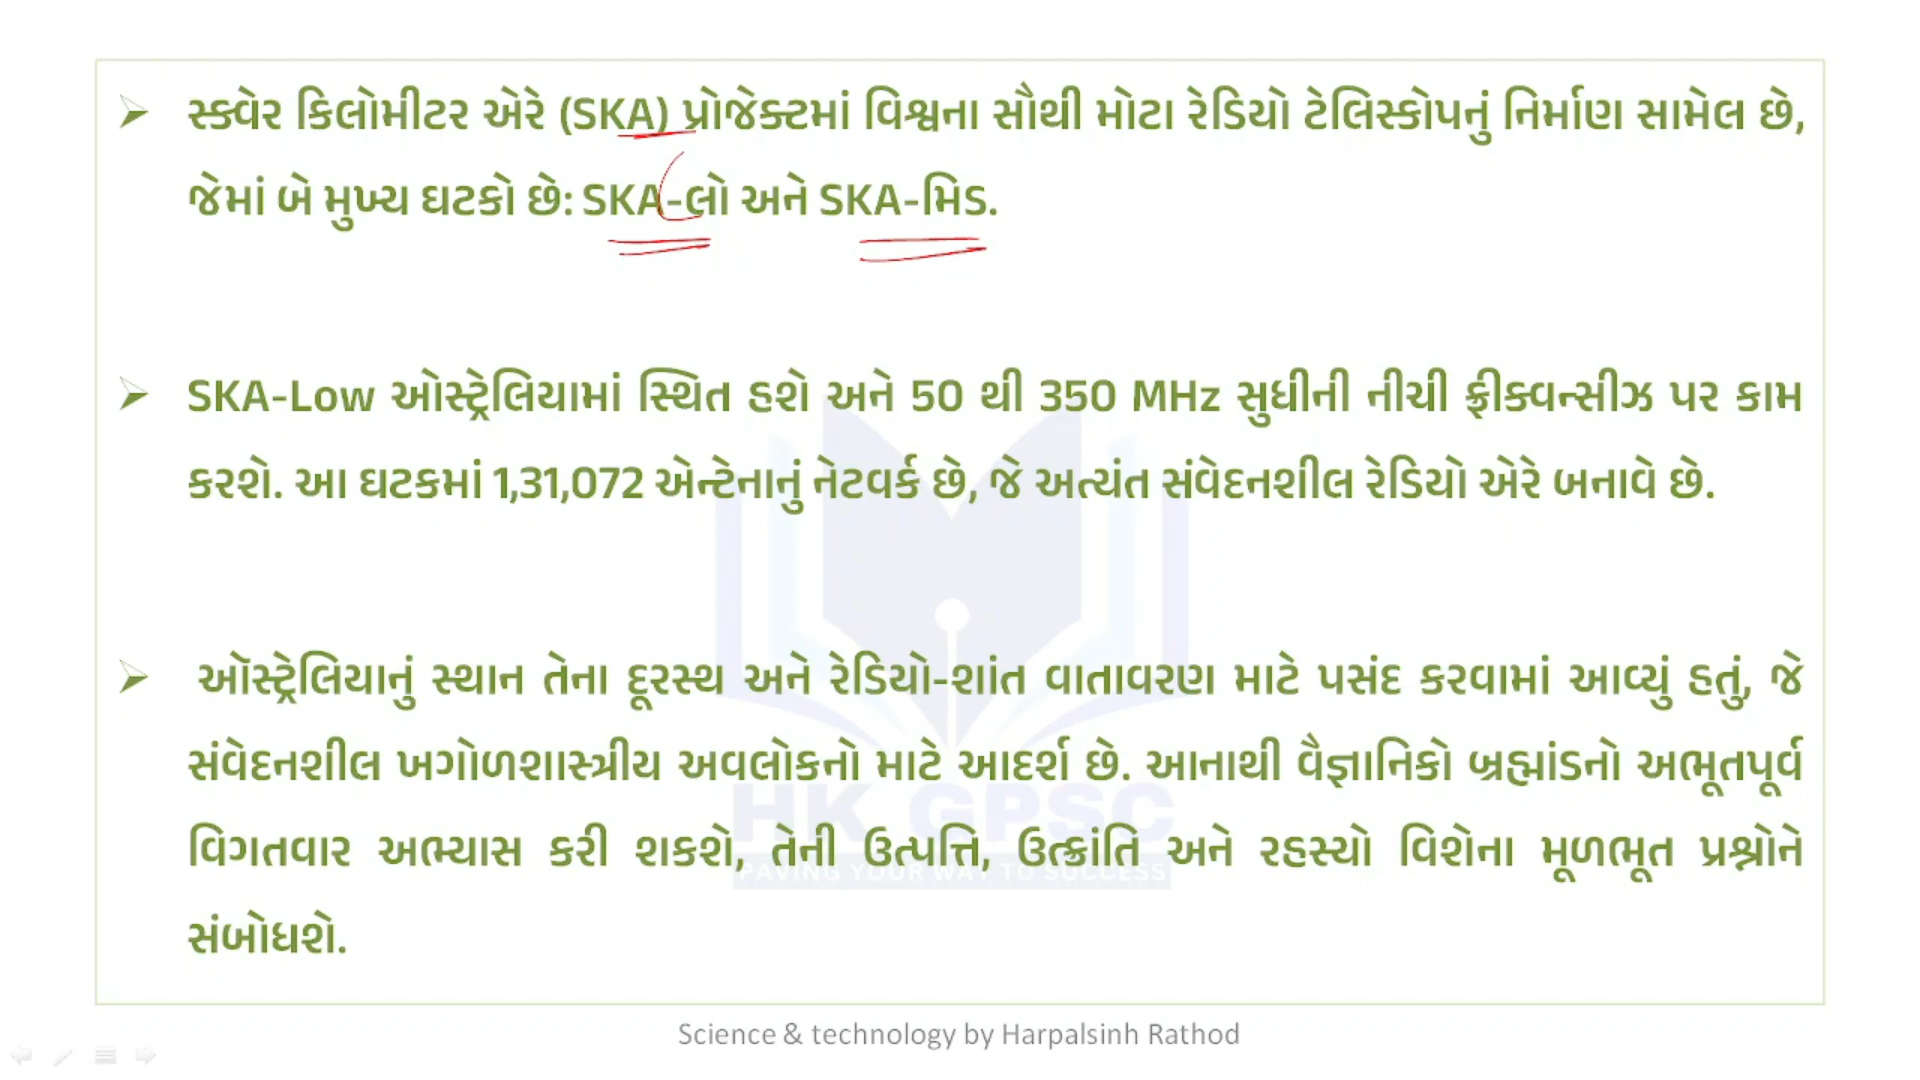 સ્ક્વેર કિલોમીટર એરે (SKA) પ્રોજેક્ટમાં વિશ્વના સૌથી મોટા રેડિયો ટેલિસ્કોપનું નિર્માણ સામેલ છે,
જેમાં બે મુખ્ય ઘટકો છે: SKA-લો અને SKA-મિડ.
SKA-Low ઓસ્ટ્રેલિયામાં સ્થિત હશે અને 50 થી 350 MHz સુધીની નીચી ફ્રીક્વન્સીઝ પર કામ
કરશે. આ ઘટકમાં 1,31,072 એન્ટેનાનું નેટવર્ક છે, જે અત્યંત સંવેદનશીલ રેડિયો એરે બનાવે છે.
ઑસ્ટ્રેલિયાનું સ્થાન તેના દૂરસ્થ અને રેડિયો-શાંત વાતાવરણ માટે પસંદ કરવામાં આવ્યું હતું, જે
સંવેદનશીલ ખગોળશાસ્ત્રીય અવલોકનો માટે આદર્શ છે. આનાથી વૈજ્ઞાનિકો બ્રહ્માંડનો અભૂતપૂર્વ
HK GPSC
વિગતવાર અભ્યાસ કરી શકશે, તેની ઉત્પત્તિ, ઉત્ક્રાંતિ અને રહસ્યો વિશેના મૂળભૂત પ્રશ્નોને
PAVING YOUR WAY TO SUCCESS
સંબોધશે.
Science & technology by Harpalsinh Rathod